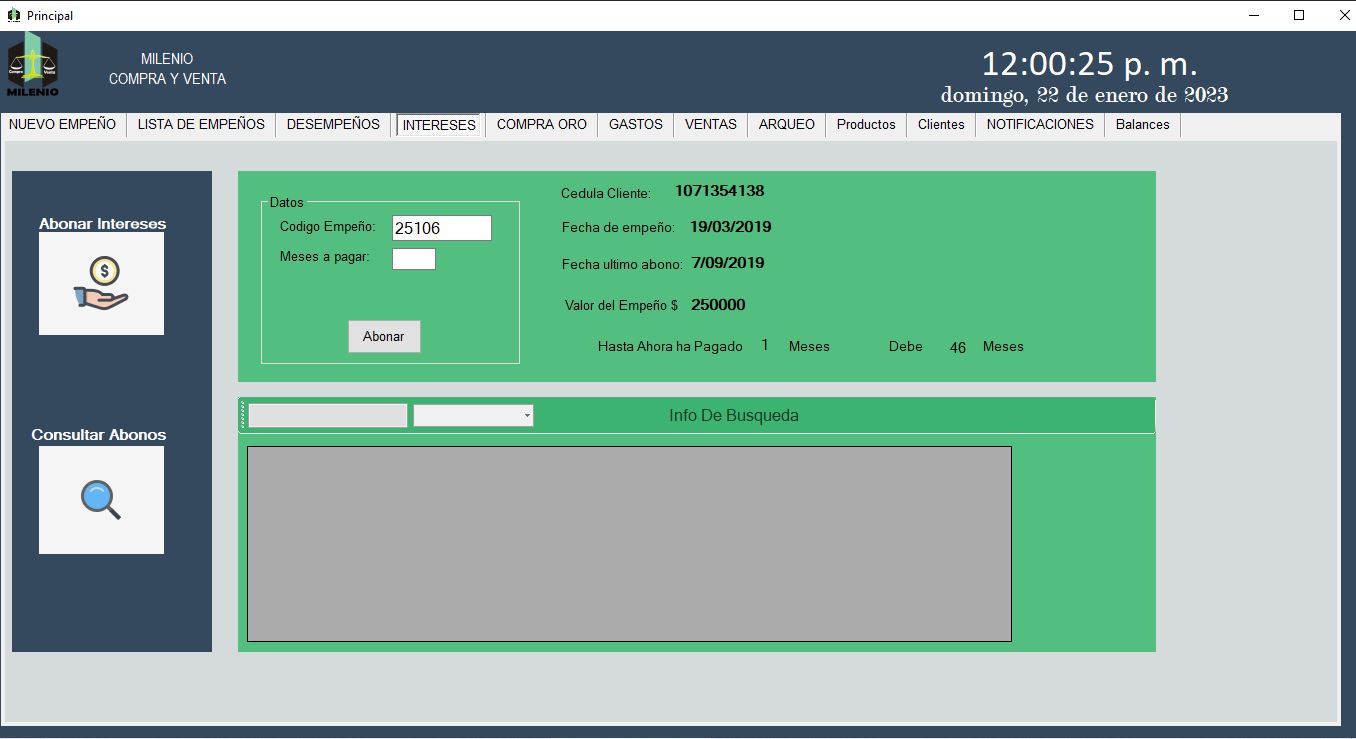 Principal
MILENIO
COMPRA Y VENTA
Compra Venta
MILENIO
12:00:25 p. m.
domingo, 22 de enero de 2023
NUEVO EMPEÑO LISTA DE EMPEÑOS DESEMPEÑOS INTERESES COMPRA ORO GASTOS VENTAS ARQUEO Productos Clientes NOTIFICACIONES Balances
Abonar Intereses
$
Consultar Abonos
Datos
Codigo Empeño: 25106
Meses a pagar:
Abonar
Cedula Cliente: 1071354138
Fecha de empeño: 19/03/2019
Fecha ultimo abono: 7/09/2019
Valor del Empeño $ 250000
Hasta Ahora ha Pagado 1 Meses Debe 46 Meses
Info De Busqueda